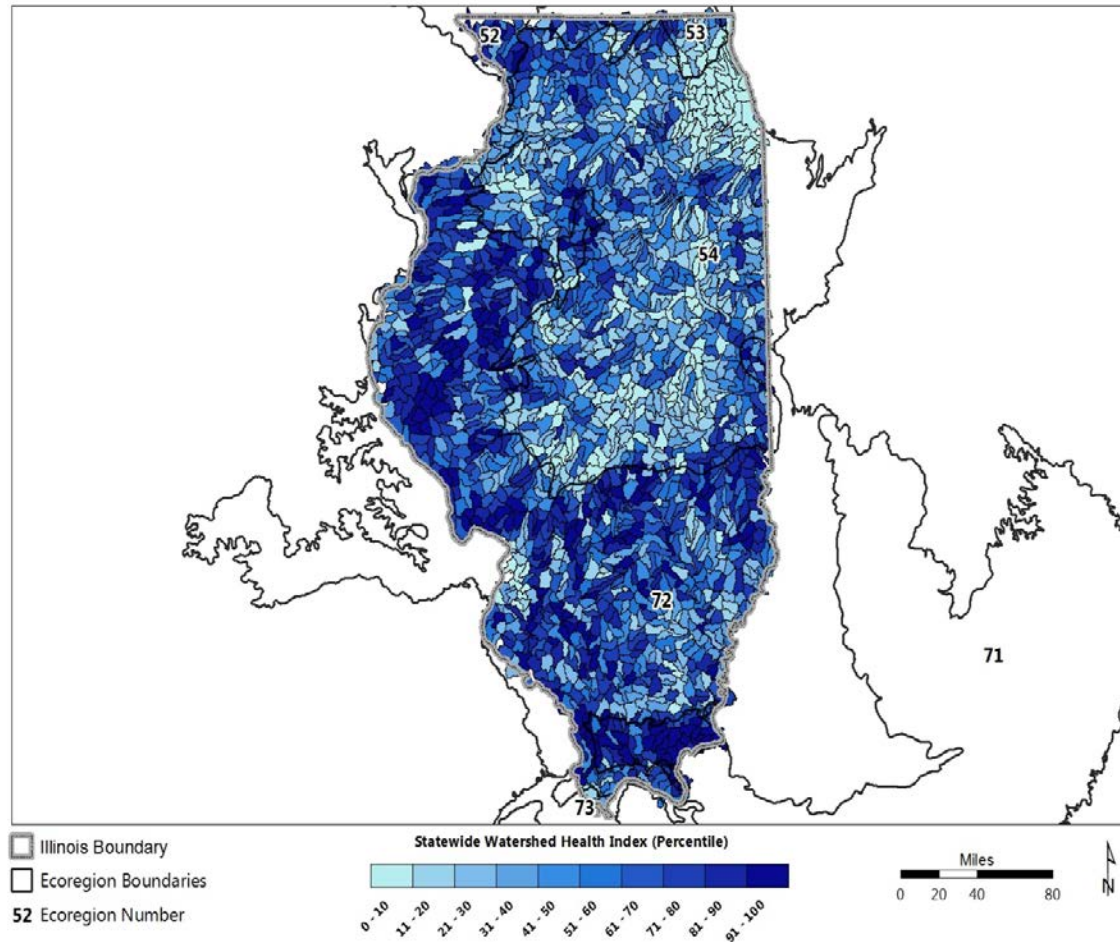 52
53
54
72
71
73
Illinois Boundary
Ecoregion Boundaries
52 Ecoregion Number
Statewide Watershed Health Index (Percentile)
0 - 10
11 - 20
21 - 30
31 - 40
41 - 50
51 - 60
61 - 70
71 - 80
81 - 90
91 - 100
Miles
0 20 40 80
N